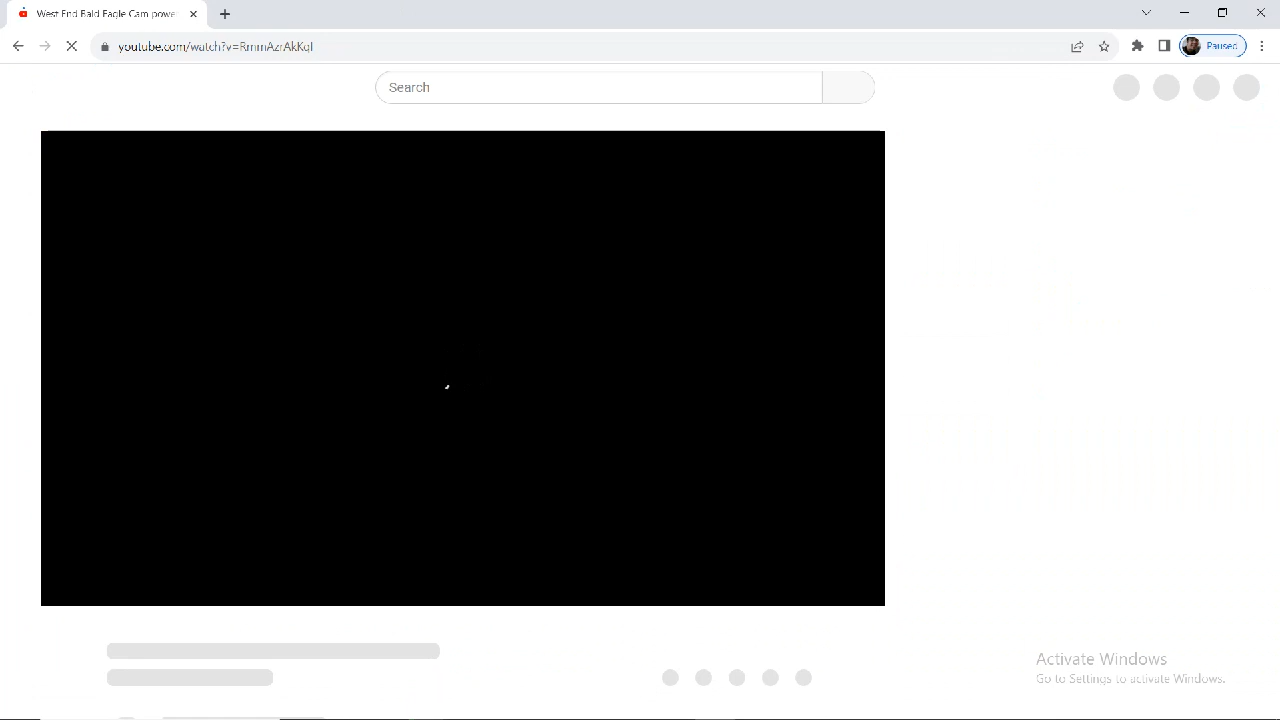 West End Bald Eagle Cam powe
youtube.com/watch?v=RmmAzrAkKqI
Paused
Search
Activate Windows
Go to Settings to activate Windows.